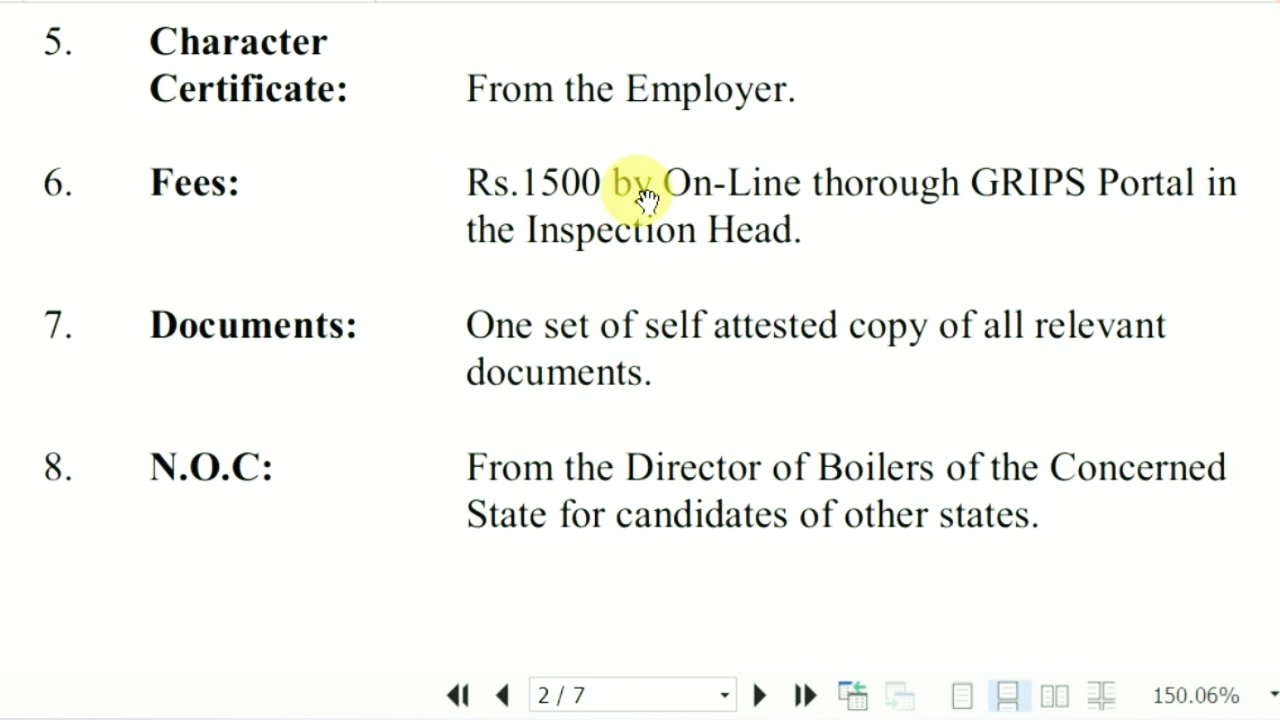 5. Character
Certificate: From the Employer.
6. Fees: Rs.1500 by On-Line thorough GRIPS Portal in
the Inspection Head.
7. Documents: One set of self attested copy of all relevant
documents.
8. N.O.C: From the Director of Boilers of the Concerned
State for candidates of other states.
2 / 7 150.06%